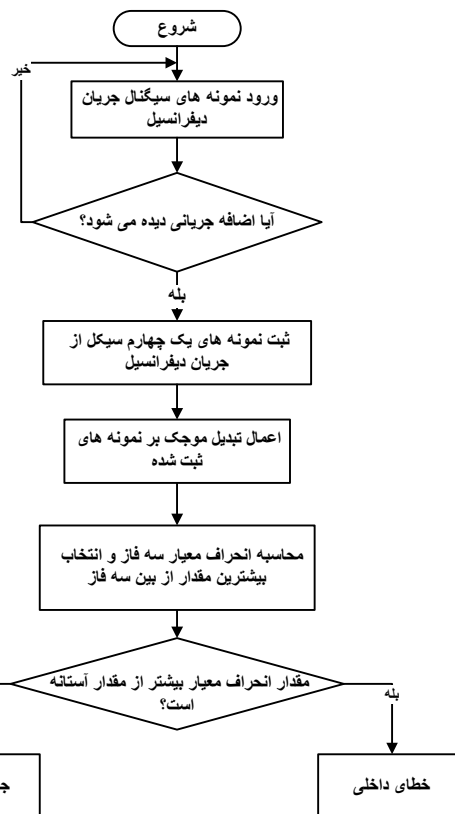 شروع
خیر
ورود نمونه های سیگنال جریان
دیفرانسیل
آیا اضافه جریانی دیده می شود؟
بله
ثبت نمونه های یک چهارم سیکل از
جریان دیفرانسیل
اعمال تبدیل موجک بر نمونه های
ثبت شده
محاسبه انحراف معیار سه فاز و انتخاب
بیشترین مقدار از بین سه فاز
مقدار انحراف معیار بیشتر از مقدار آستانه
است؟
بله
خطای داخلی